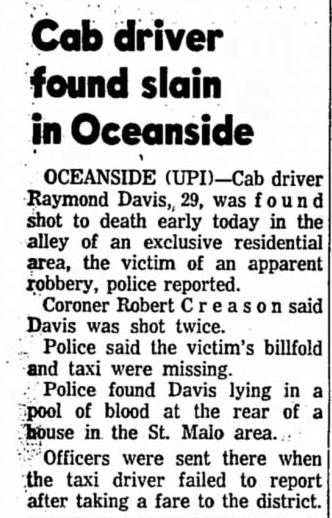 Cab driver
found slain
in Oceanside
OCEANSIDE (UPI)—Cab driver
Raymond Davis, 29, was found
shot to death early today in the
alley of an exclusive residential
area, the victim of an apparent
robbery, police reported.
Coroner Robert Creason said
Davis was shot twice.
Police said the victim's billfold
and taxi were missing.
Police found Davis lying in a
pool of blood at the rear of a
house in the St. Malo area.
Officers were sent there when
the taxi driver failed to report
after taking a fare to the district.